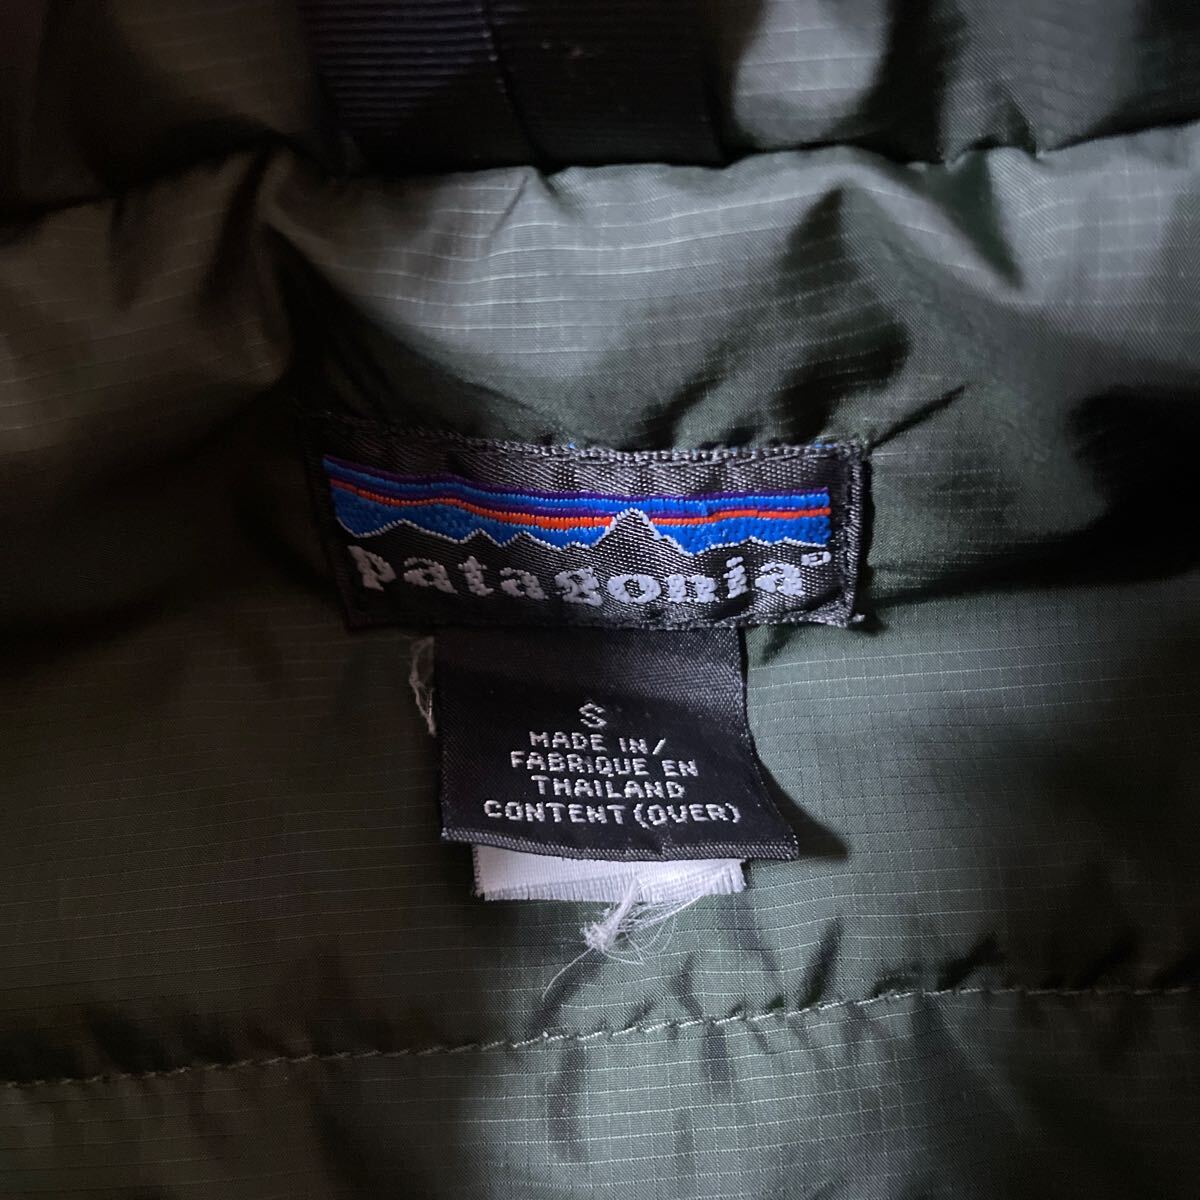 patagonia®
S
MADE IN/
FABRIQUE EN
THAILAND
CONTENT (OVER)